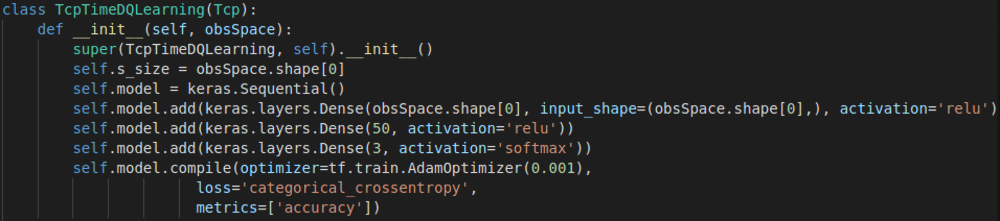 class TcpTimeDQLearning(Tcp):
    def __init__(self, obsSpace):
        super(TcpTimeDQLearning, self).__init__()
        self.s_size = obsSpace.shape[0]
        self.model = keras.Sequential()
        self.model.add(keras.layers.Dense(obsSpace.shape[0], input_shape=(obsSpace.shape[0],), activation='relu')
        self.model.add(keras.layers.Dense(50, activation='relu'))
        self.model.add(keras.layers.Dense(3, activation='softmax'))
        self.model.compile(optimizer=tf.train.AdamOptimizer(0.001),
                      loss='categorical_crossentropy',
                      metrics=['accuracy'])